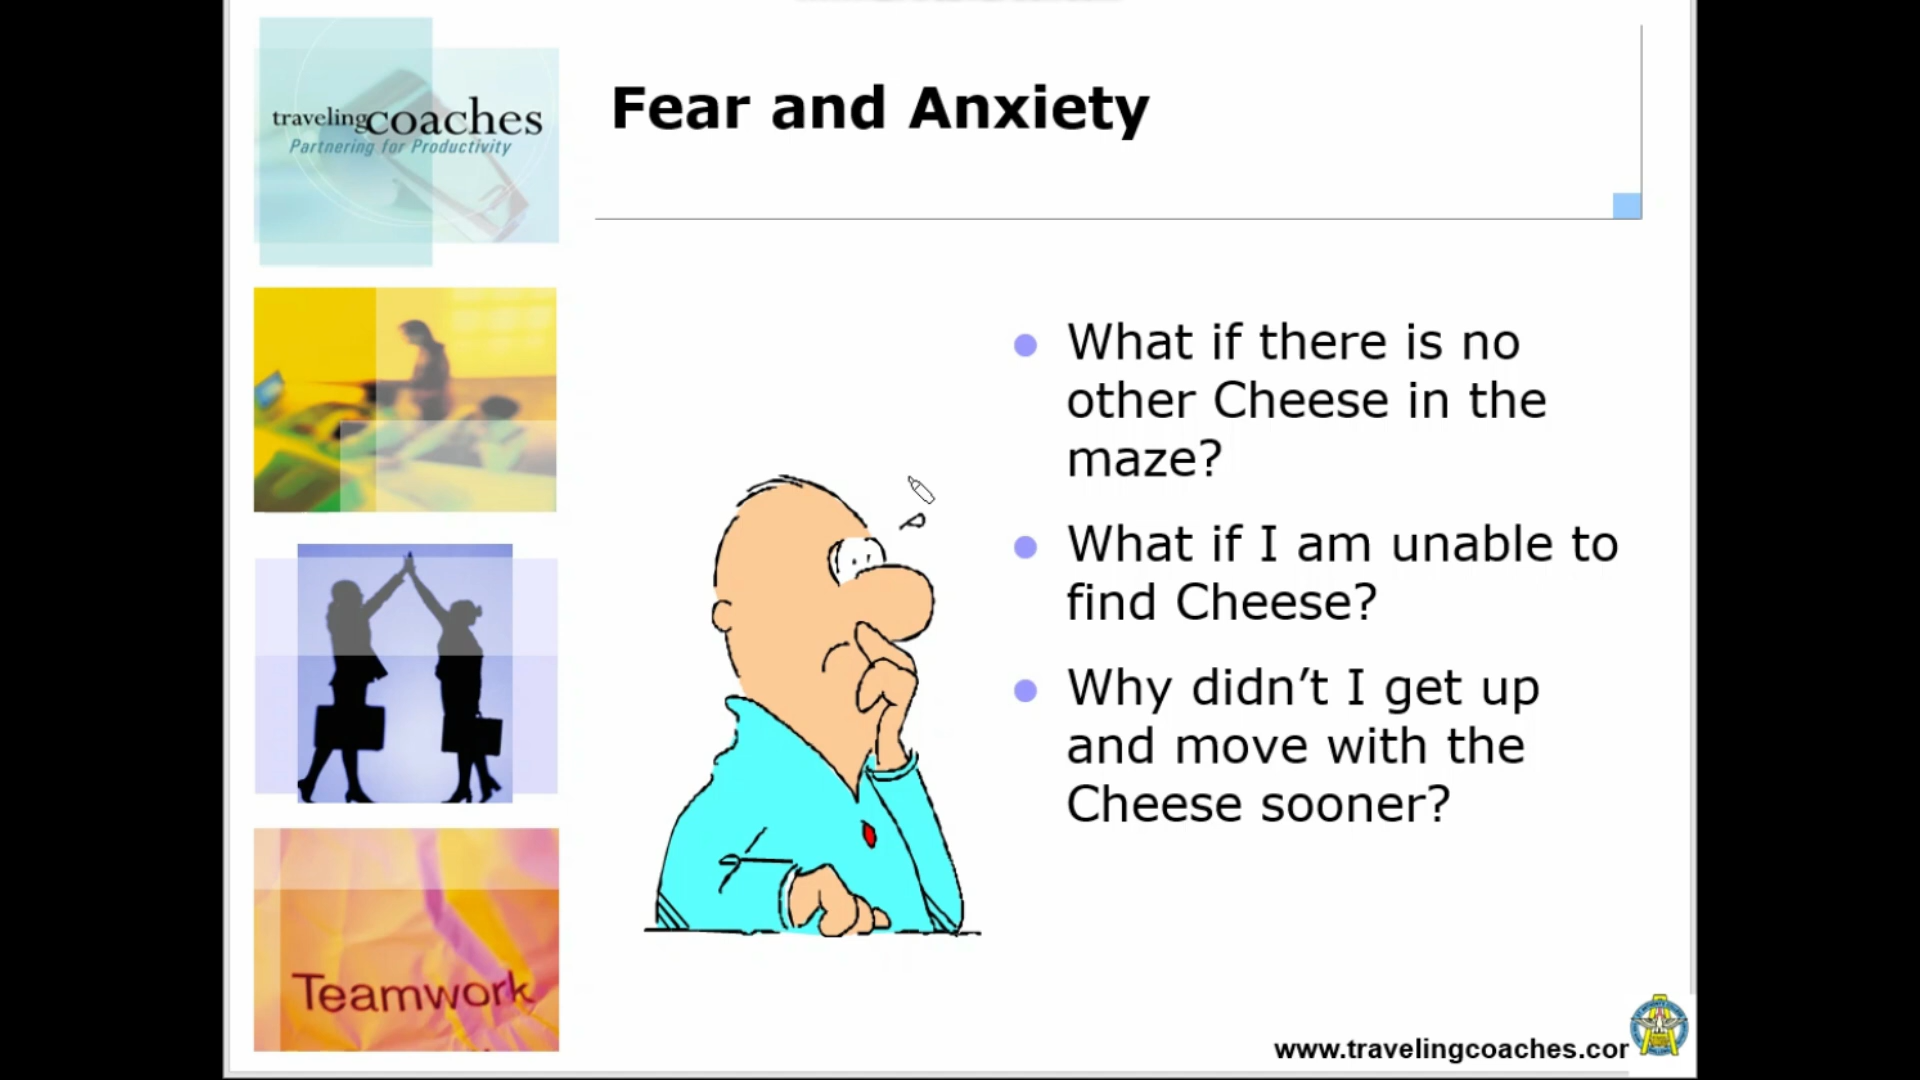 travelingcoaches
Partnering for Productivity
Fear and Anxiety
What if there is no
other Cheese in the
maze?
What if I am unable to
find Cheese?
Why didn’t I get up
and move with the
Cheese sooner?
Teamwork
www.travelingcoaches.cor